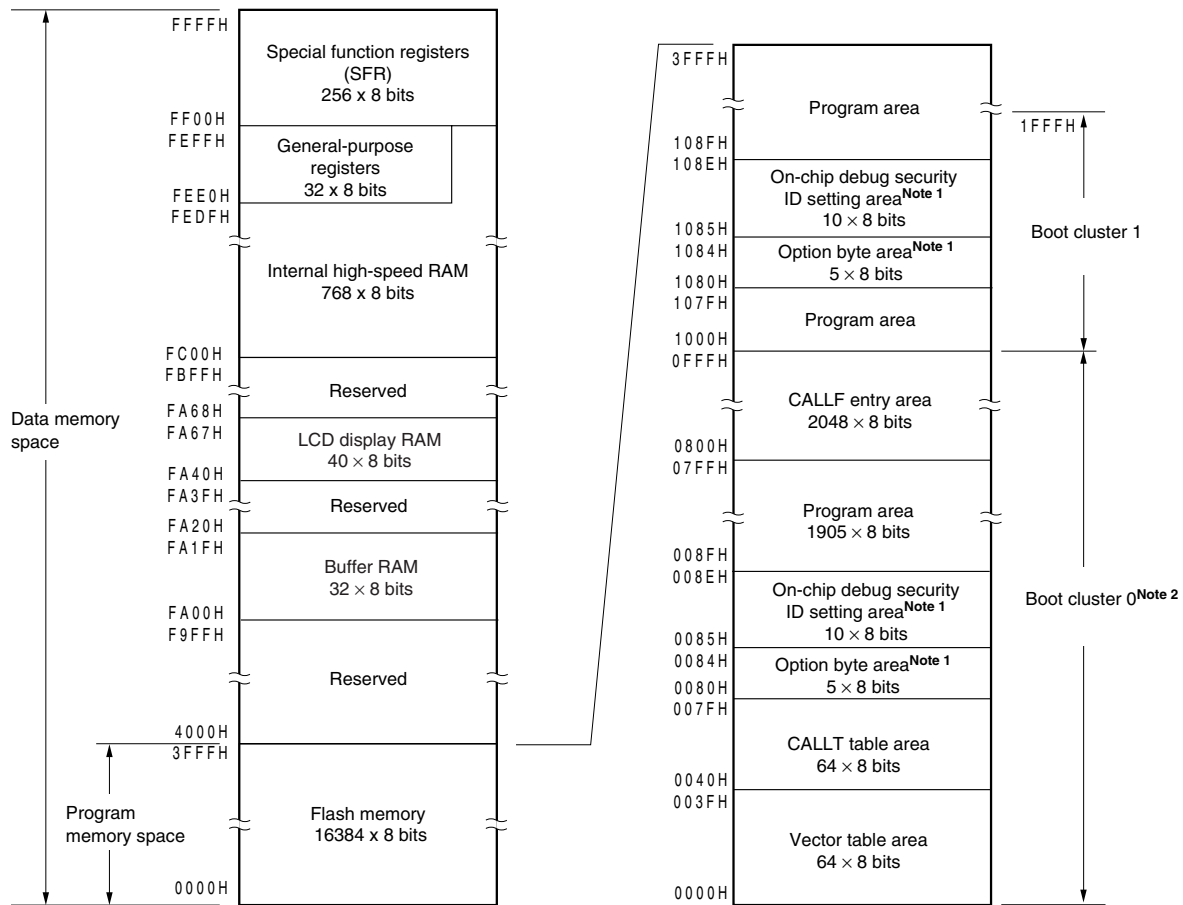 FFFFH
Special function registers
(SFR)
256 x 8 bits
FF00H
FEFFH
General-purpose
registers
32 x 8 bits
FEE0H
FEDFH
Internal high-speed RAM
768 x 8 bits
FC00H
FBFFH
Reserved
Data memory
space
FA68H
FA67H
LCD display RAM
40 × 8 bits
FA40H
FA3FH
Reserved
FA20H
FA1FH
Buffer RAM
32 × 8 bits
FA00H
F9FFH
Reserved
4000H
3FFFH
Program
memory space
Flash memory
16384 x 8 bits
0000H
3FFFH
Program area
1FFFH
108FH
108EH
On-chip debug security
ID setting area Note 1
10 × 8 bits
1085H
1084H
Boot cluster 1
Option byte area Note 1
5 × 8 bits
1080H
107FH
Program area
1000H
0FFFH
CALLF entry area
2048 × 8 bits
0800H
07FFH
Program area
1905 × 8 bits
008FH
008EH
On-chip debug security
ID setting area Note 1
10 × 8 bits
Boot cluster 0 Note 2
0085H
0084H
Option byte area Note 1
5 × 8 bits
0080H
007FH
CALLT table area
64 × 8 bits
0040H
003FH
Vector table area
64 × 8 bits
0000H